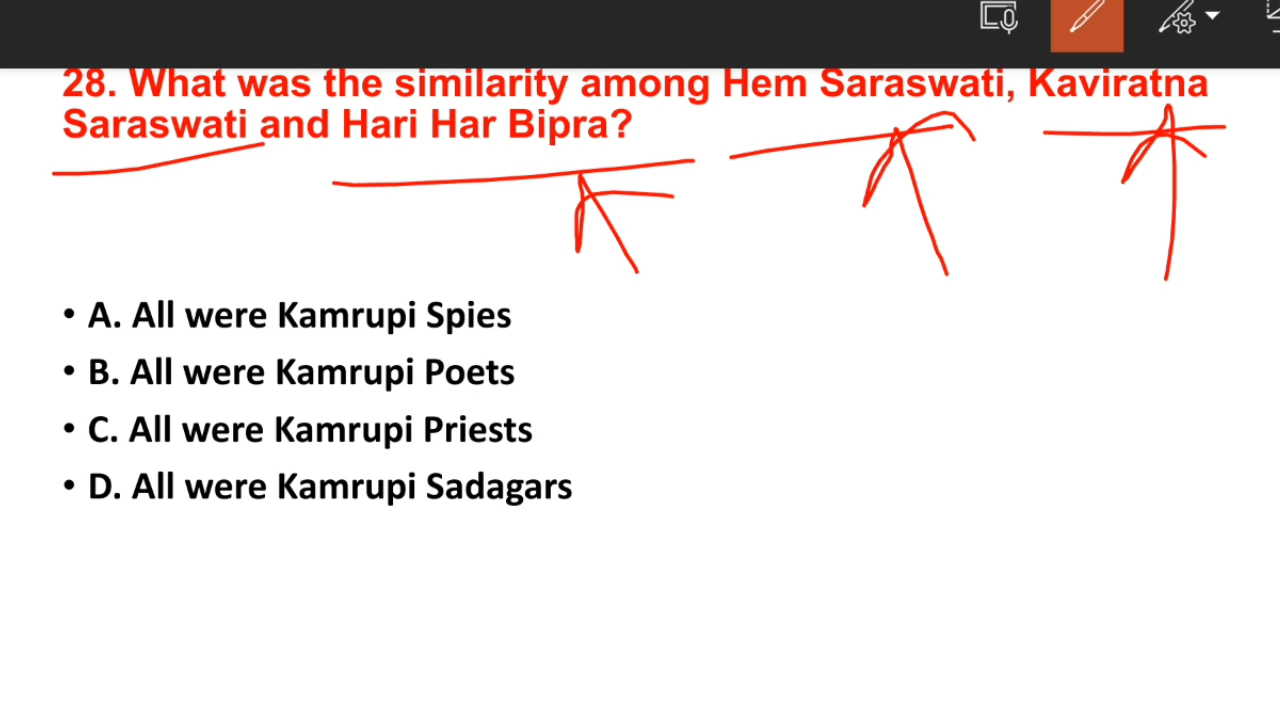 28. What was the similarity among Hem Saraswati, Kaviratna
Saraswati and Hari Har Bipra?
• A. All were Kamrupi Spies
• B. All were Kamrupi Poets
• C. All were Kamrupi Priests
• D. All were Kamrupi Sadagars